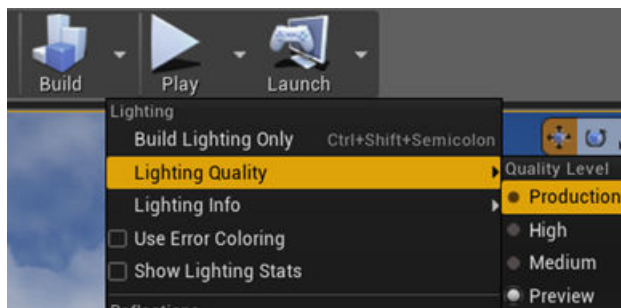 Build Play Launch
Lighting
Build Lighting Only Ctrl+Shift+Semicolon
Lighting Quality
Quality Level
Production
Lighting Info
High
Use Error Coloring
Medium
Show Lighting Stats
Preview
Reflections